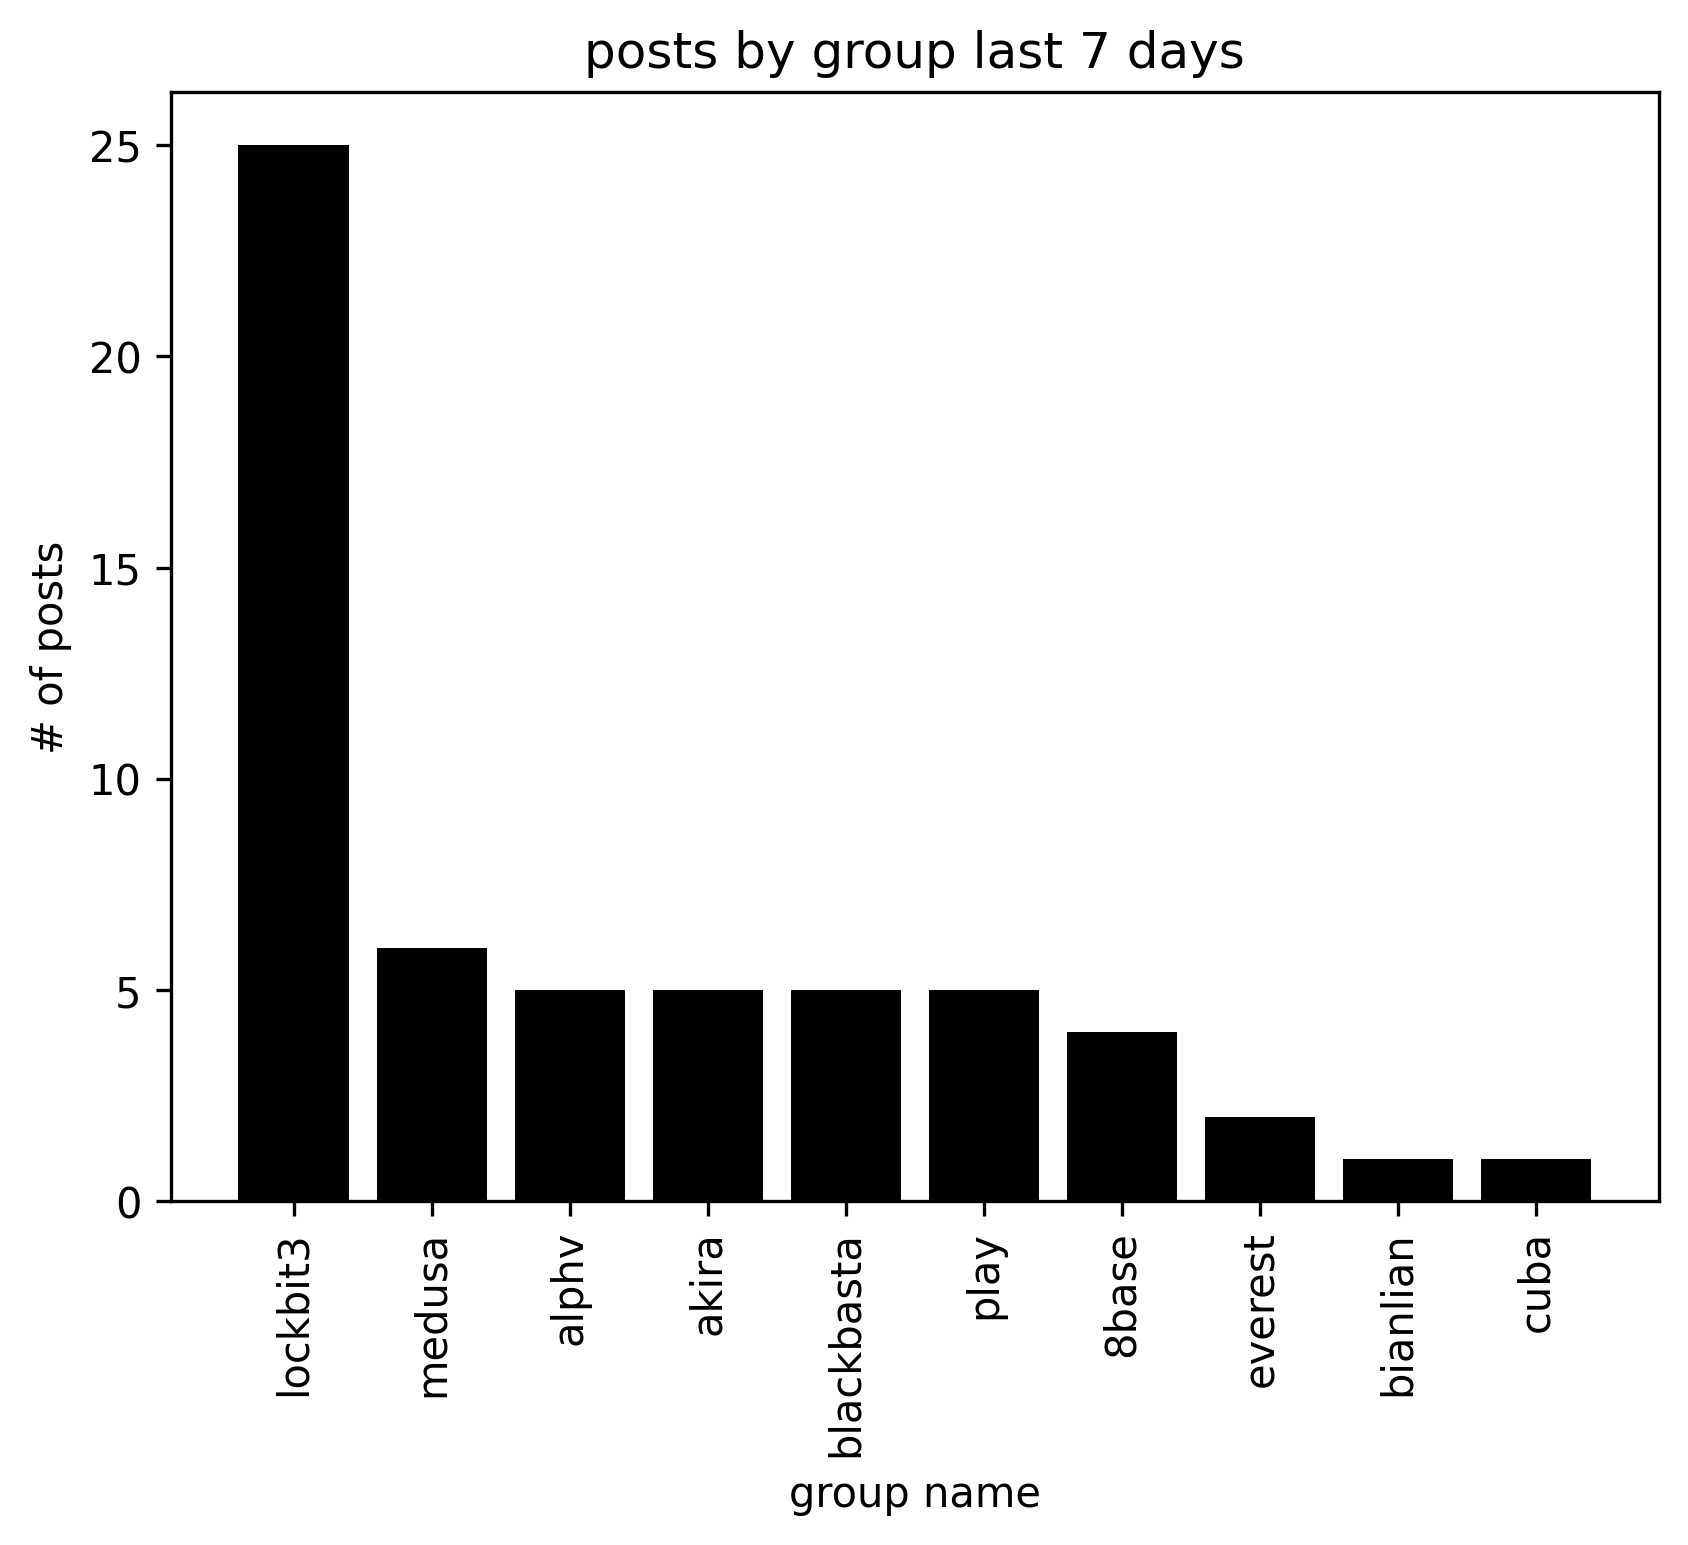 posts by group last 7 days
# of posts
25
20
15
10
5
0
lockbit3
medusa
alphv
akira
blackbasta
play
8base
everest
bianlian
cuba
group name